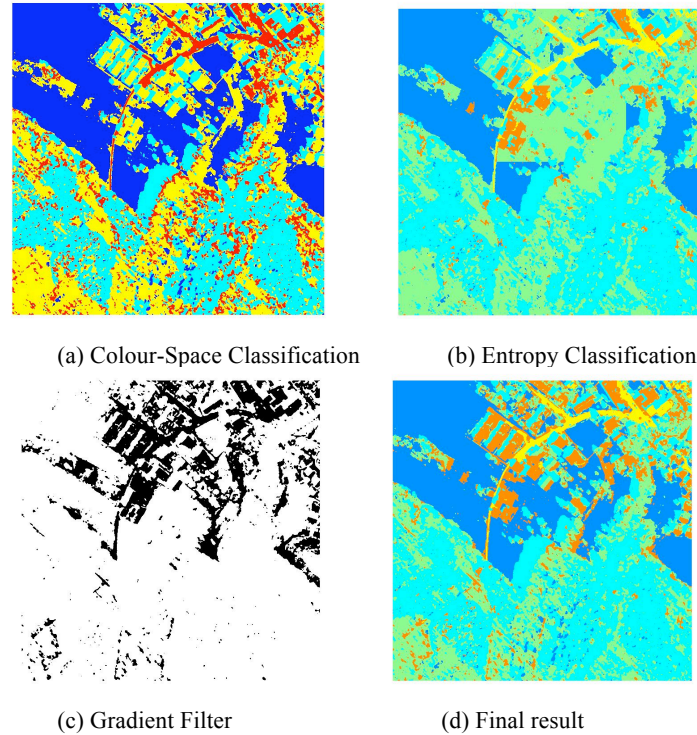 (a) Colour-Space Classification
(b) Entropy Classification
(c) Gradient Filter
(d) Final result